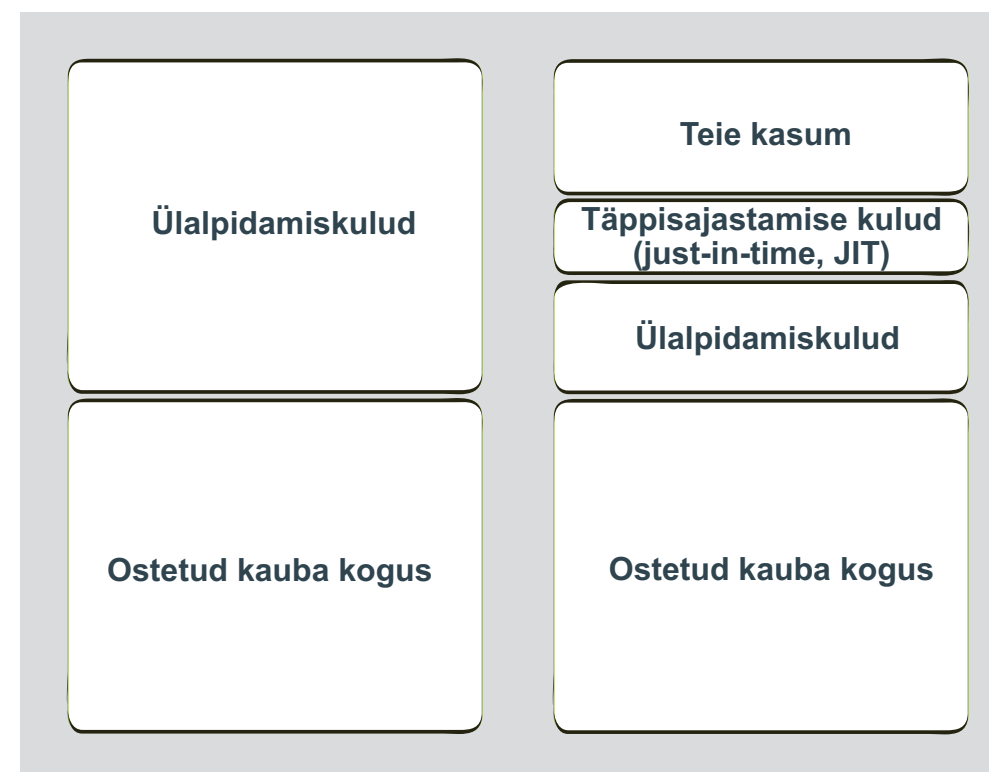 Ülalpidamiskulud
Ostetud kauba kogus
Teie kasum
Täppisajastamise kulud
(just-in-time, JIT)
Ülalpidamiskulud
Ostetud kauba kogus